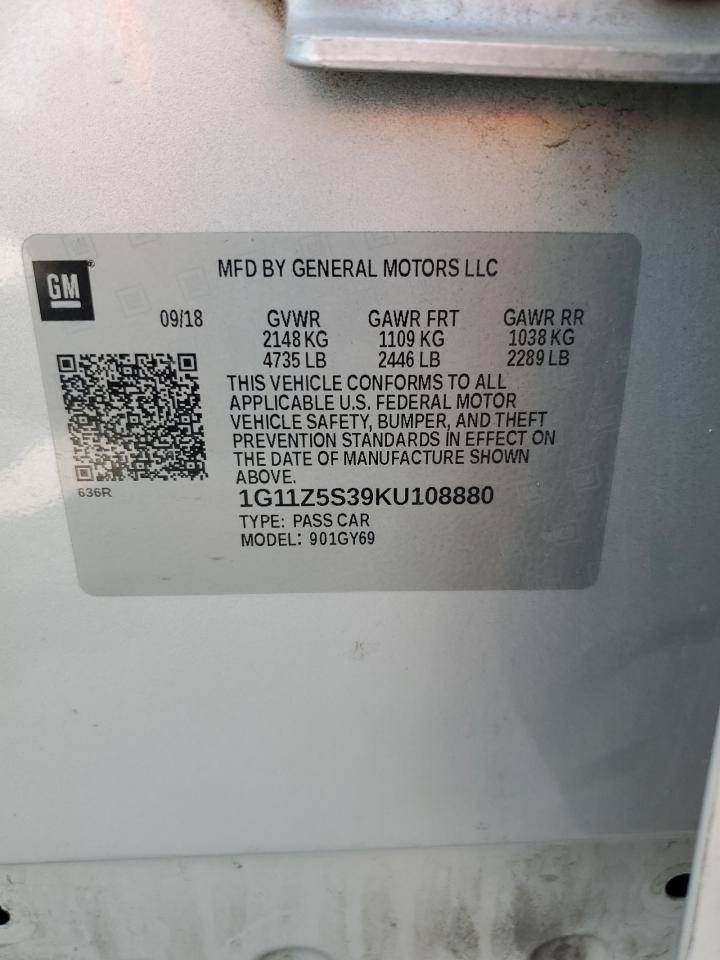 GM®
MFD BY GENERAL MOTORS LLC
09/18 GVWR GAWR FRT GAWR RR
2148 KG 1109 KG 1038 KG
4735 LB 2446 LB 2289 LB
THIS VEHICLE CONFORMS TO ALL
APPLICABLE U.S. FEDERAL MOTOR
VEHICLE SAFETY, BUMPER, AND THEFT
PREVENTION STANDARDS IN EFFECT ON
THE DATE OF MANUFACTURE SHOWN
ABOVE.
636R
1G11Z5S39KU108880
TYPE: PASS CAR
MODEL: 901GY69